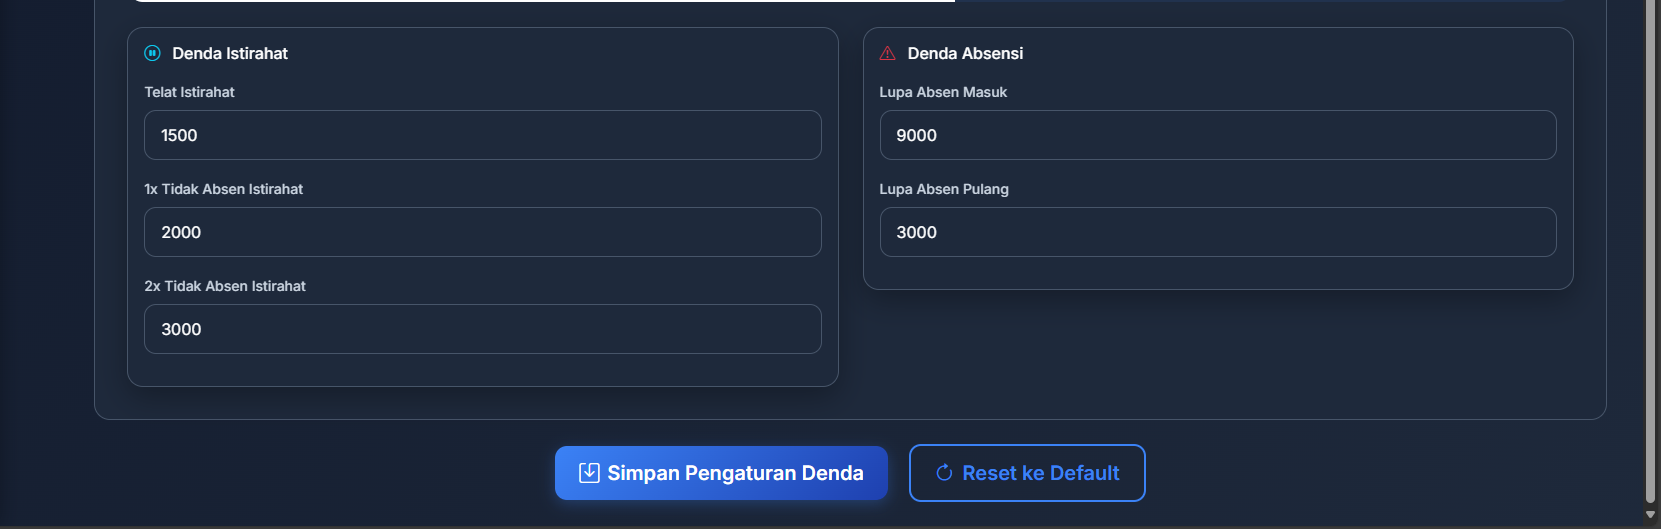 Denda Istirahat
Telat Istirahat
1500
1x Tidak Absen Istirahat
2000
2x Tidak Absen Istirahat
3000
Denda Absensi
Lupa Absen Masuk
9000
Lupa Absen Pulang
3000
Simpan Pengaturan Denda
Reset ke Default